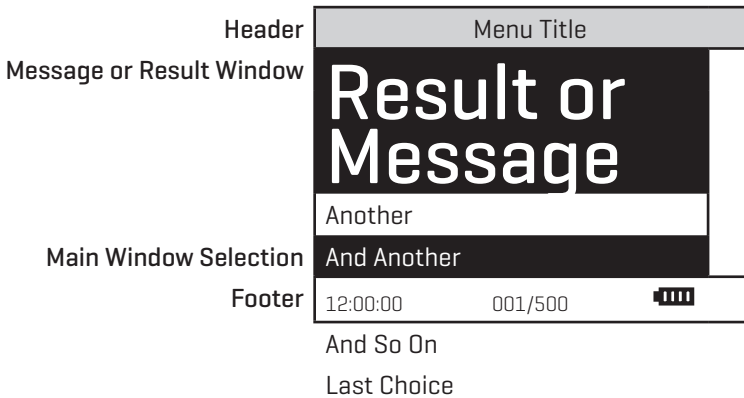 Header
Menu Title
Message or Result Window
Result or
Message
Another
Main Window Selection
And Another
Footer
12:00:00 001/500
And So On
Last Choice